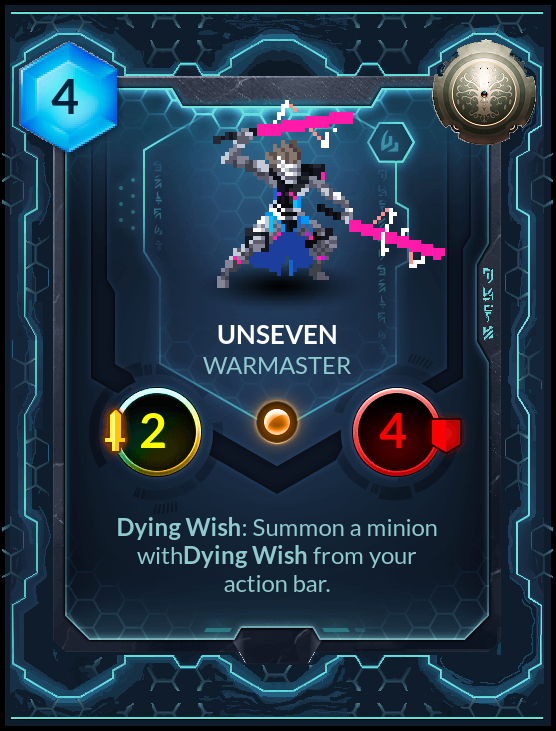 4
UNSEVEN
WARMASTER
2
4
Dying Wish: Summon a minion
withDying Wish from your
action bar.